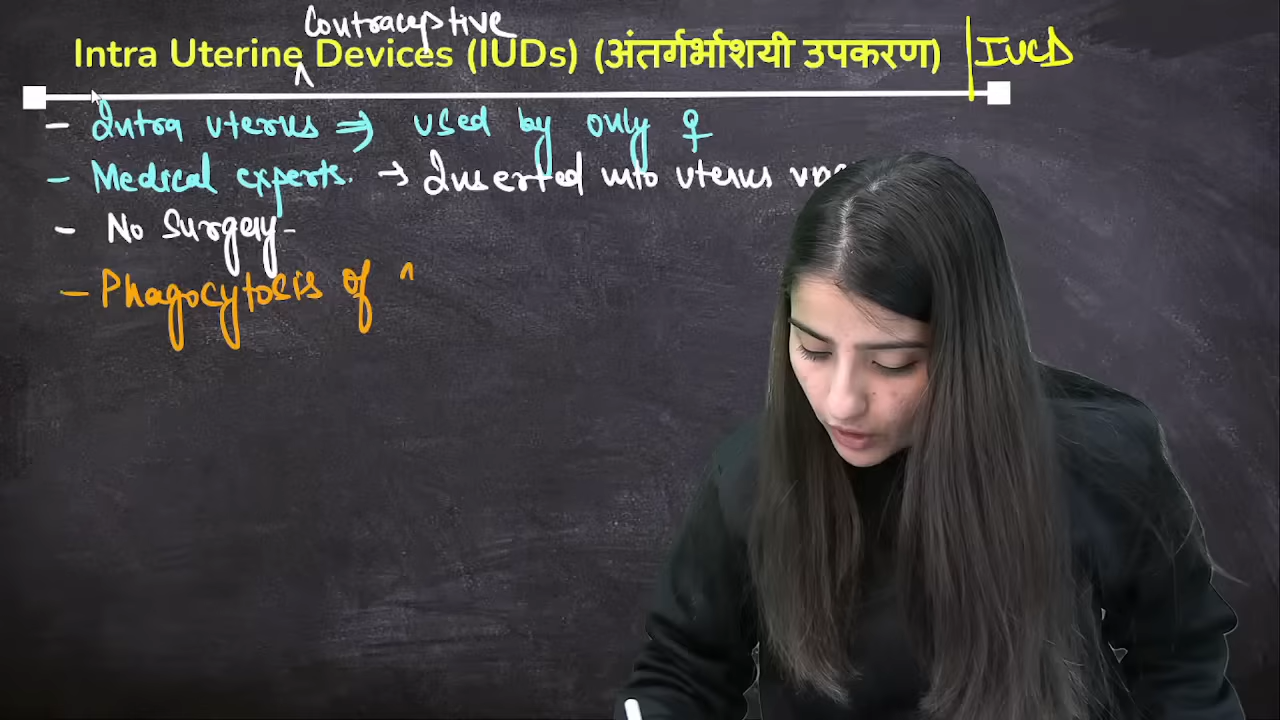 Contraceptive
Intra Uterine Devices (IUDs) (अंतर्गर्भाशयी उपकरण) | IUCD
^
- Intra uterus ⇒ used by only ♀
- Medical experts. → Inserted into uterus
- No Surgery -
- Phagocytosis of